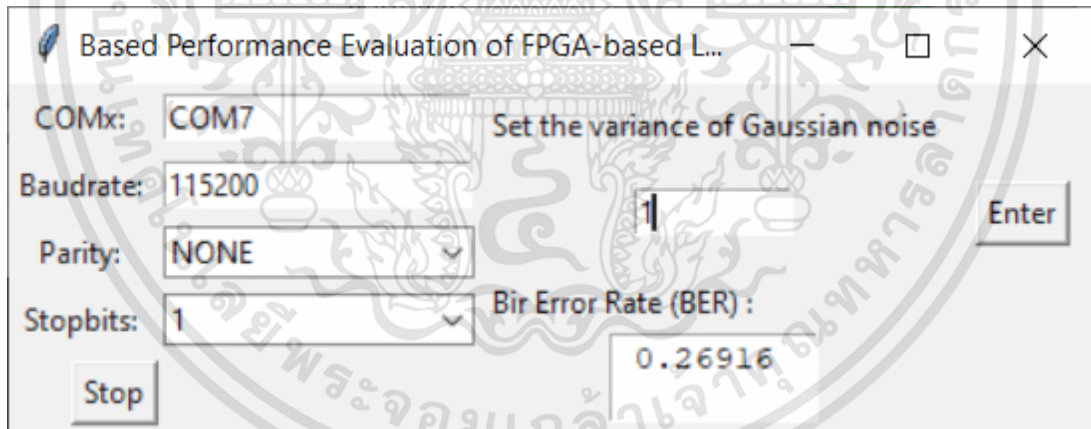 Based Performance Evaluation of FPGA-based L...
COMx: COM7
Baudrate: 115200
Parity: NONE
Stopbits: 1
Stop
Set the variance of Gaussian noise
1
Enter
Bir Error Rate (BER) :
0.26916